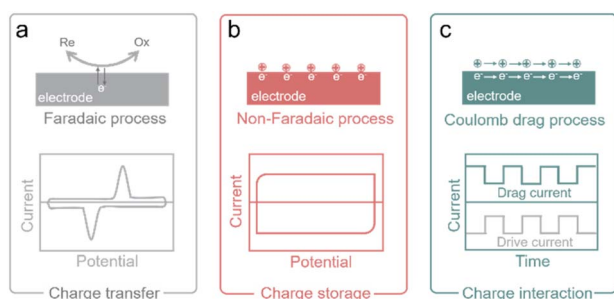 a
Re
Ox
e⁻
electrode
Faradaic process
Current
Potential
Charge transfer
b
⊕ ⊕ ⊕ ⊕ ⊕
e⁻ e⁻ e⁻ e⁻ e⁻
electrode
Non-Faradaic process
Current
Potential
Charge storage
c
⊕→⊕→⊕→⊕→⊕
e⁻→e⁻→e⁻→e⁻
electrode
Coulomb drag process
Current
Drag current
Drive current
Time
Charge interaction